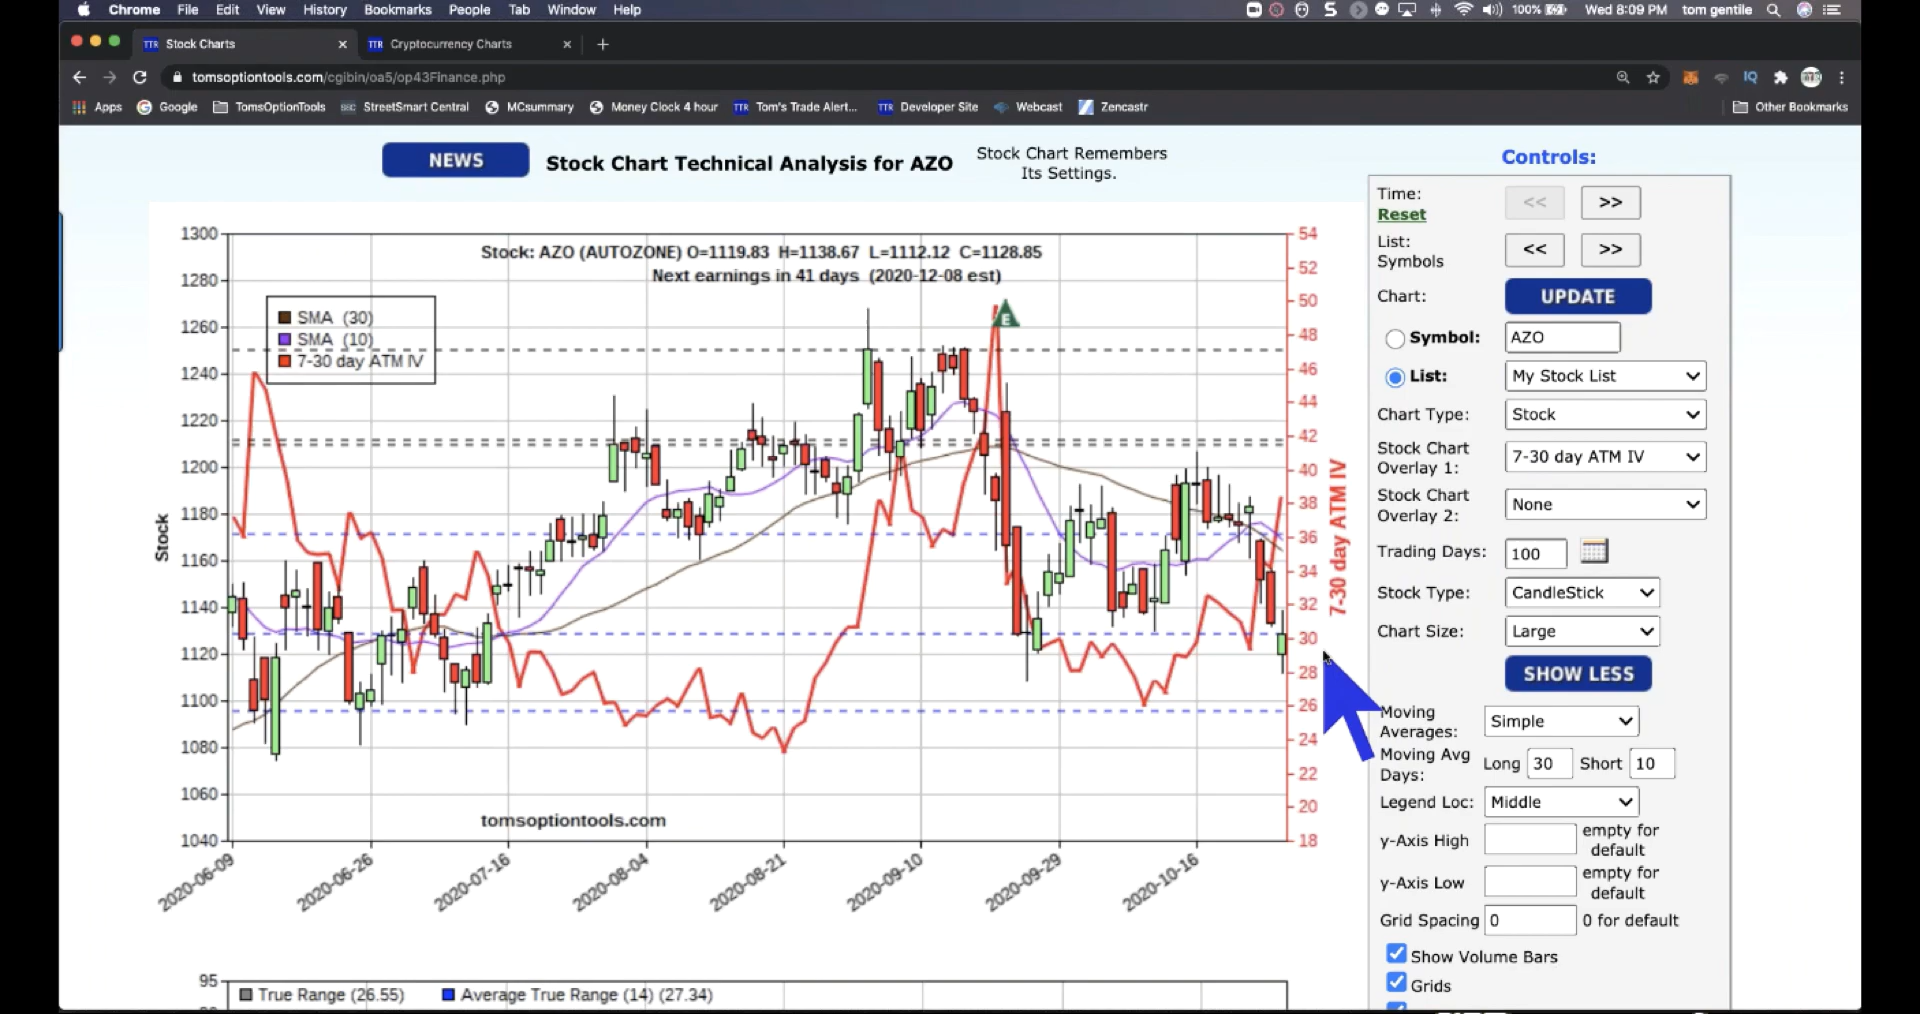 Chrome File Edit View History Bookmarks People Tab Window Help
100% Wed 8:09 PM tom gentile
TTR Stock Charts
TTR Cryptocurrency Charts
tomsoptiontools.com/cgibin/oa5/op43Finance.php
IQ
Apps Google TomsOptionTools StreetSmart Central MCsummary Money Clock 4 hour TTR Tom's Trade Alert... TTR Developer Site Webcast Zencastr Other Bookmarks
NEWS
Stock Chart Technical Analysis for AZO
Stock Chart Remembers
Its Settings.
Stock: AZO (AUTOZONE) O=1119.83 H=1138.67 L=1112.12 C=1128.85
Next earnings in 41 days (2020-12-08 est)
SMA (30)
SMA (10)
7-30 day ATM IV
E
1300
1280
1260
1240
1220
1200
1180
1160
1140
1120
1100
1080
1060
1040
Stock
54
52
50
48
46
44
42
40
38
36
34
32
30
28
26
24
22
20
18
7-30 day ATM IV
tomsoptiontools.com
2020-06-09
2020-06-26
2020-07-16
2020-08-04
2020-08-21
2020-09-10
2020-09-29
2020-10-16
95
True Range (26.55) Average True Range (14) (27.34)
Controls:
Time:
Reset
<< >>
List:
Symbols
<< >>
Chart: UPDATE
Symbol: AZO
List: My Stock List
Chart Type: Stock
Stock Chart
Overlay 1:
7-30 day ATM IV
Stock Chart
Overlay 2:
None
Trading Days: 100
Stock Type: CandleStick
Chart Size: Large
SHOW LESS
Moving
Averages:
Simple
Moving Avg
Days:
Long 30 Short 10
Legend Loc: Middle
y-Axis High
empty for
default
y-Axis Low
empty for
default
Grid Spacing 0 0 for default
Show Volume Bars
Grids